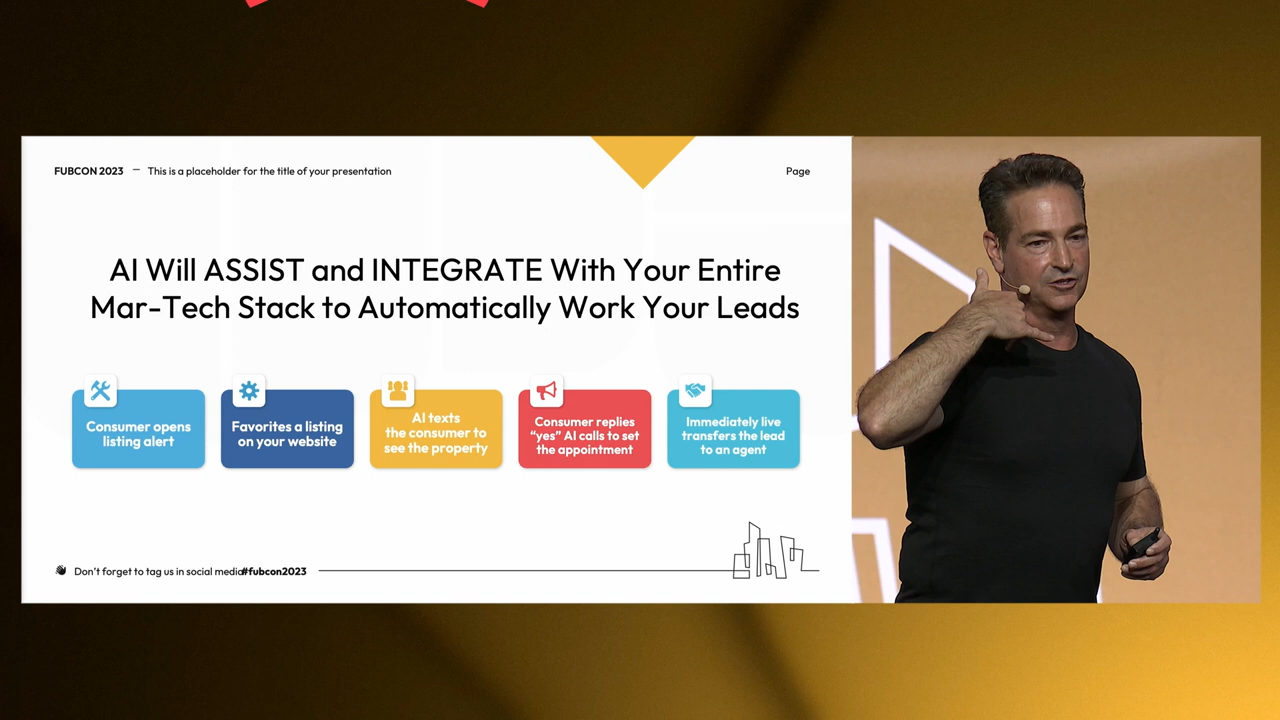 FUBCON 2023 — This is a placeholder for the title of your presentation
Page
AI Will ASSIST and INTEGRATE With Your Entire
Mar-Tech Stack to Automatically Work Your Leads
Consumer opens
listing alert
Favorites a listing
on your website
AI texts
the consumer to
see the property
Consumer replies
“yes” AI calls to set
the appointment
Immediately live
transfers the lead
to an agent
Don’t forget to tag us in social media#fubcon2023